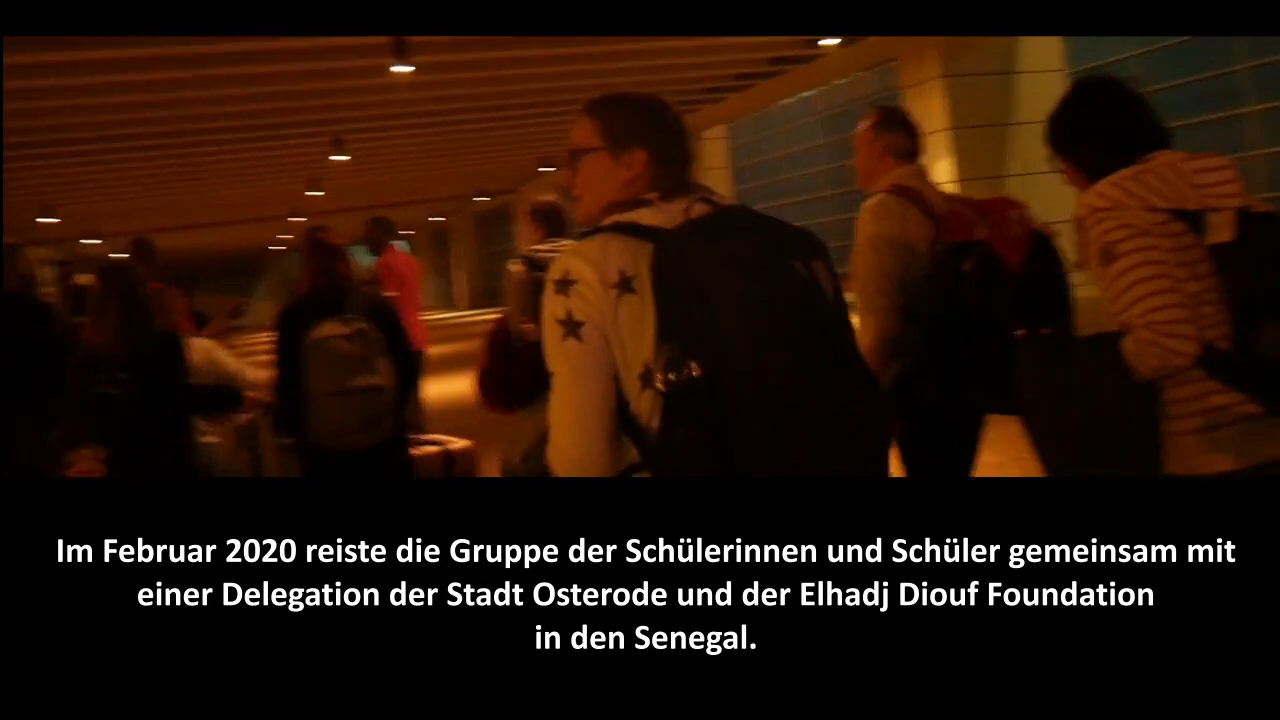 Im Februar 2020 reiste die Gruppe der Schülerinnen und Schüler gemeinsam mit
einer Delegation der Stadt Osterode und der Elhadj Diouf Foundation
in den Senegal.